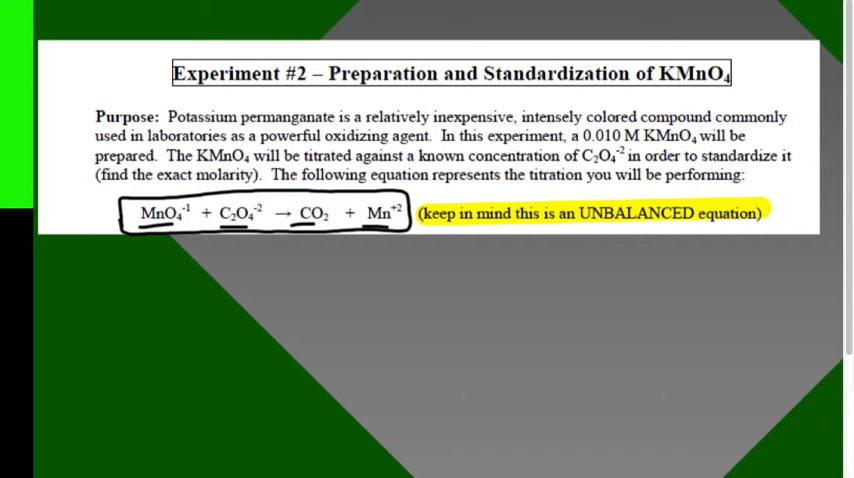 Experiment #2 – Preparation and Standardization of KMnO₄
Purpose: Potassium permanganate is a relatively inexpensive, intensely colored compound commonly
used in laboratories as a powerful oxidizing agent. In this experiment, a 0.010 M KMnO₄ will be
prepared. The KMnO₄ will be titrated against a known concentration of C₂O₄⁻² in order to standardize it
(find the exact molarity). The following equation represents the titration you will be performing:
MnO₄⁻¹ + C₂O₄⁻² → CO₂ + Mn⁺² (keep in mind this is an UNBALANCED equation)